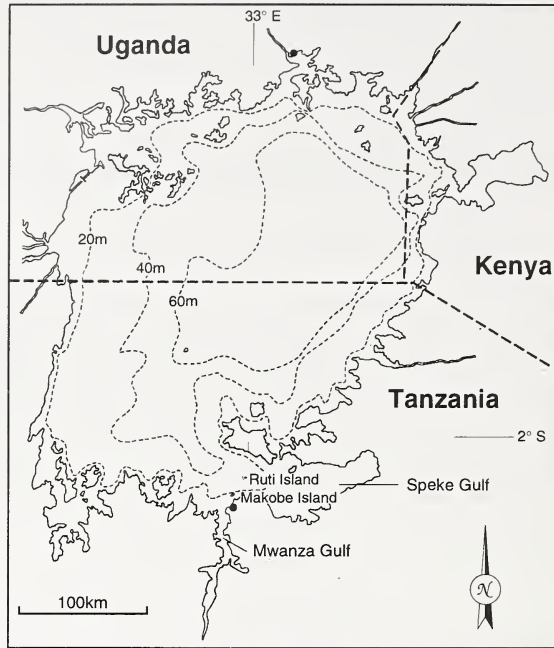 33° E
Uganda
20m
40m
60m
Kenya
Tanzania
2° S
Ruti Island
Makobe Island
Speke Gulf
Mwanza Gulf
100km
N